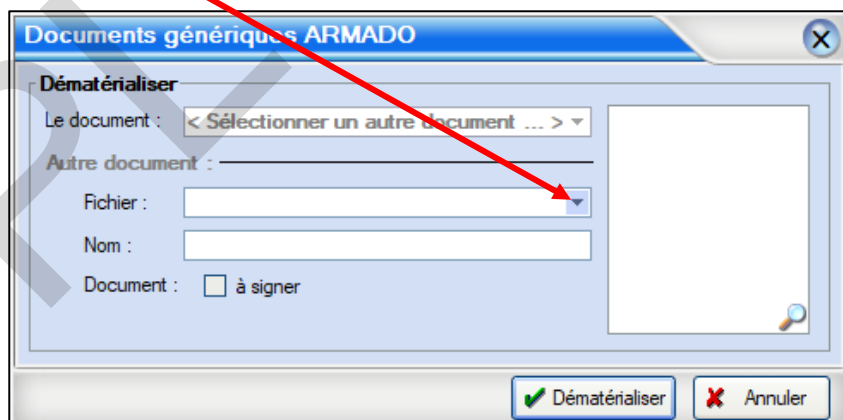 Documents génériques ARMADO
Dématérialiser
Le document : < Sélectionner un autre document ... >
Autre document :
Fichier :
Nom :
Document : à signer
Dématérialiser Annuler